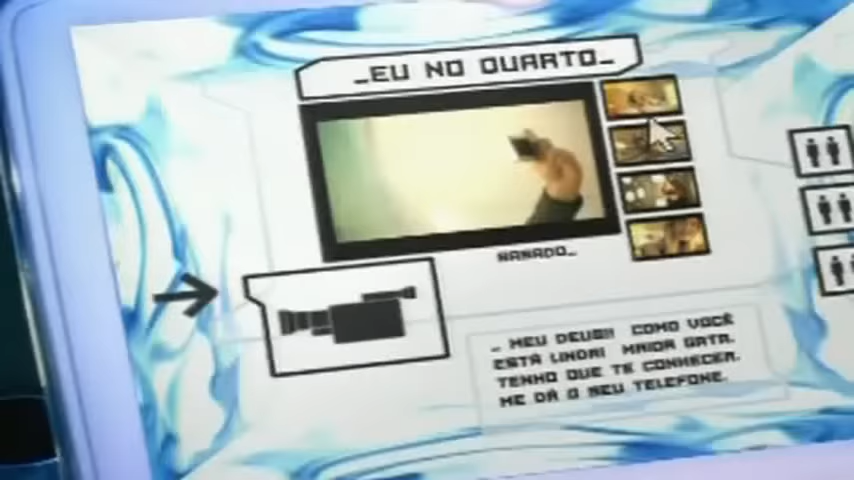 _EU NO QUARTO_
NANADO_
_ MEU DEUS!! COMO VOCÊ
ESTÁ LINDA! MAIOR GATA.
TENHO QUE TE CONHECER.
ME DÁ O SEU TELEFONE.